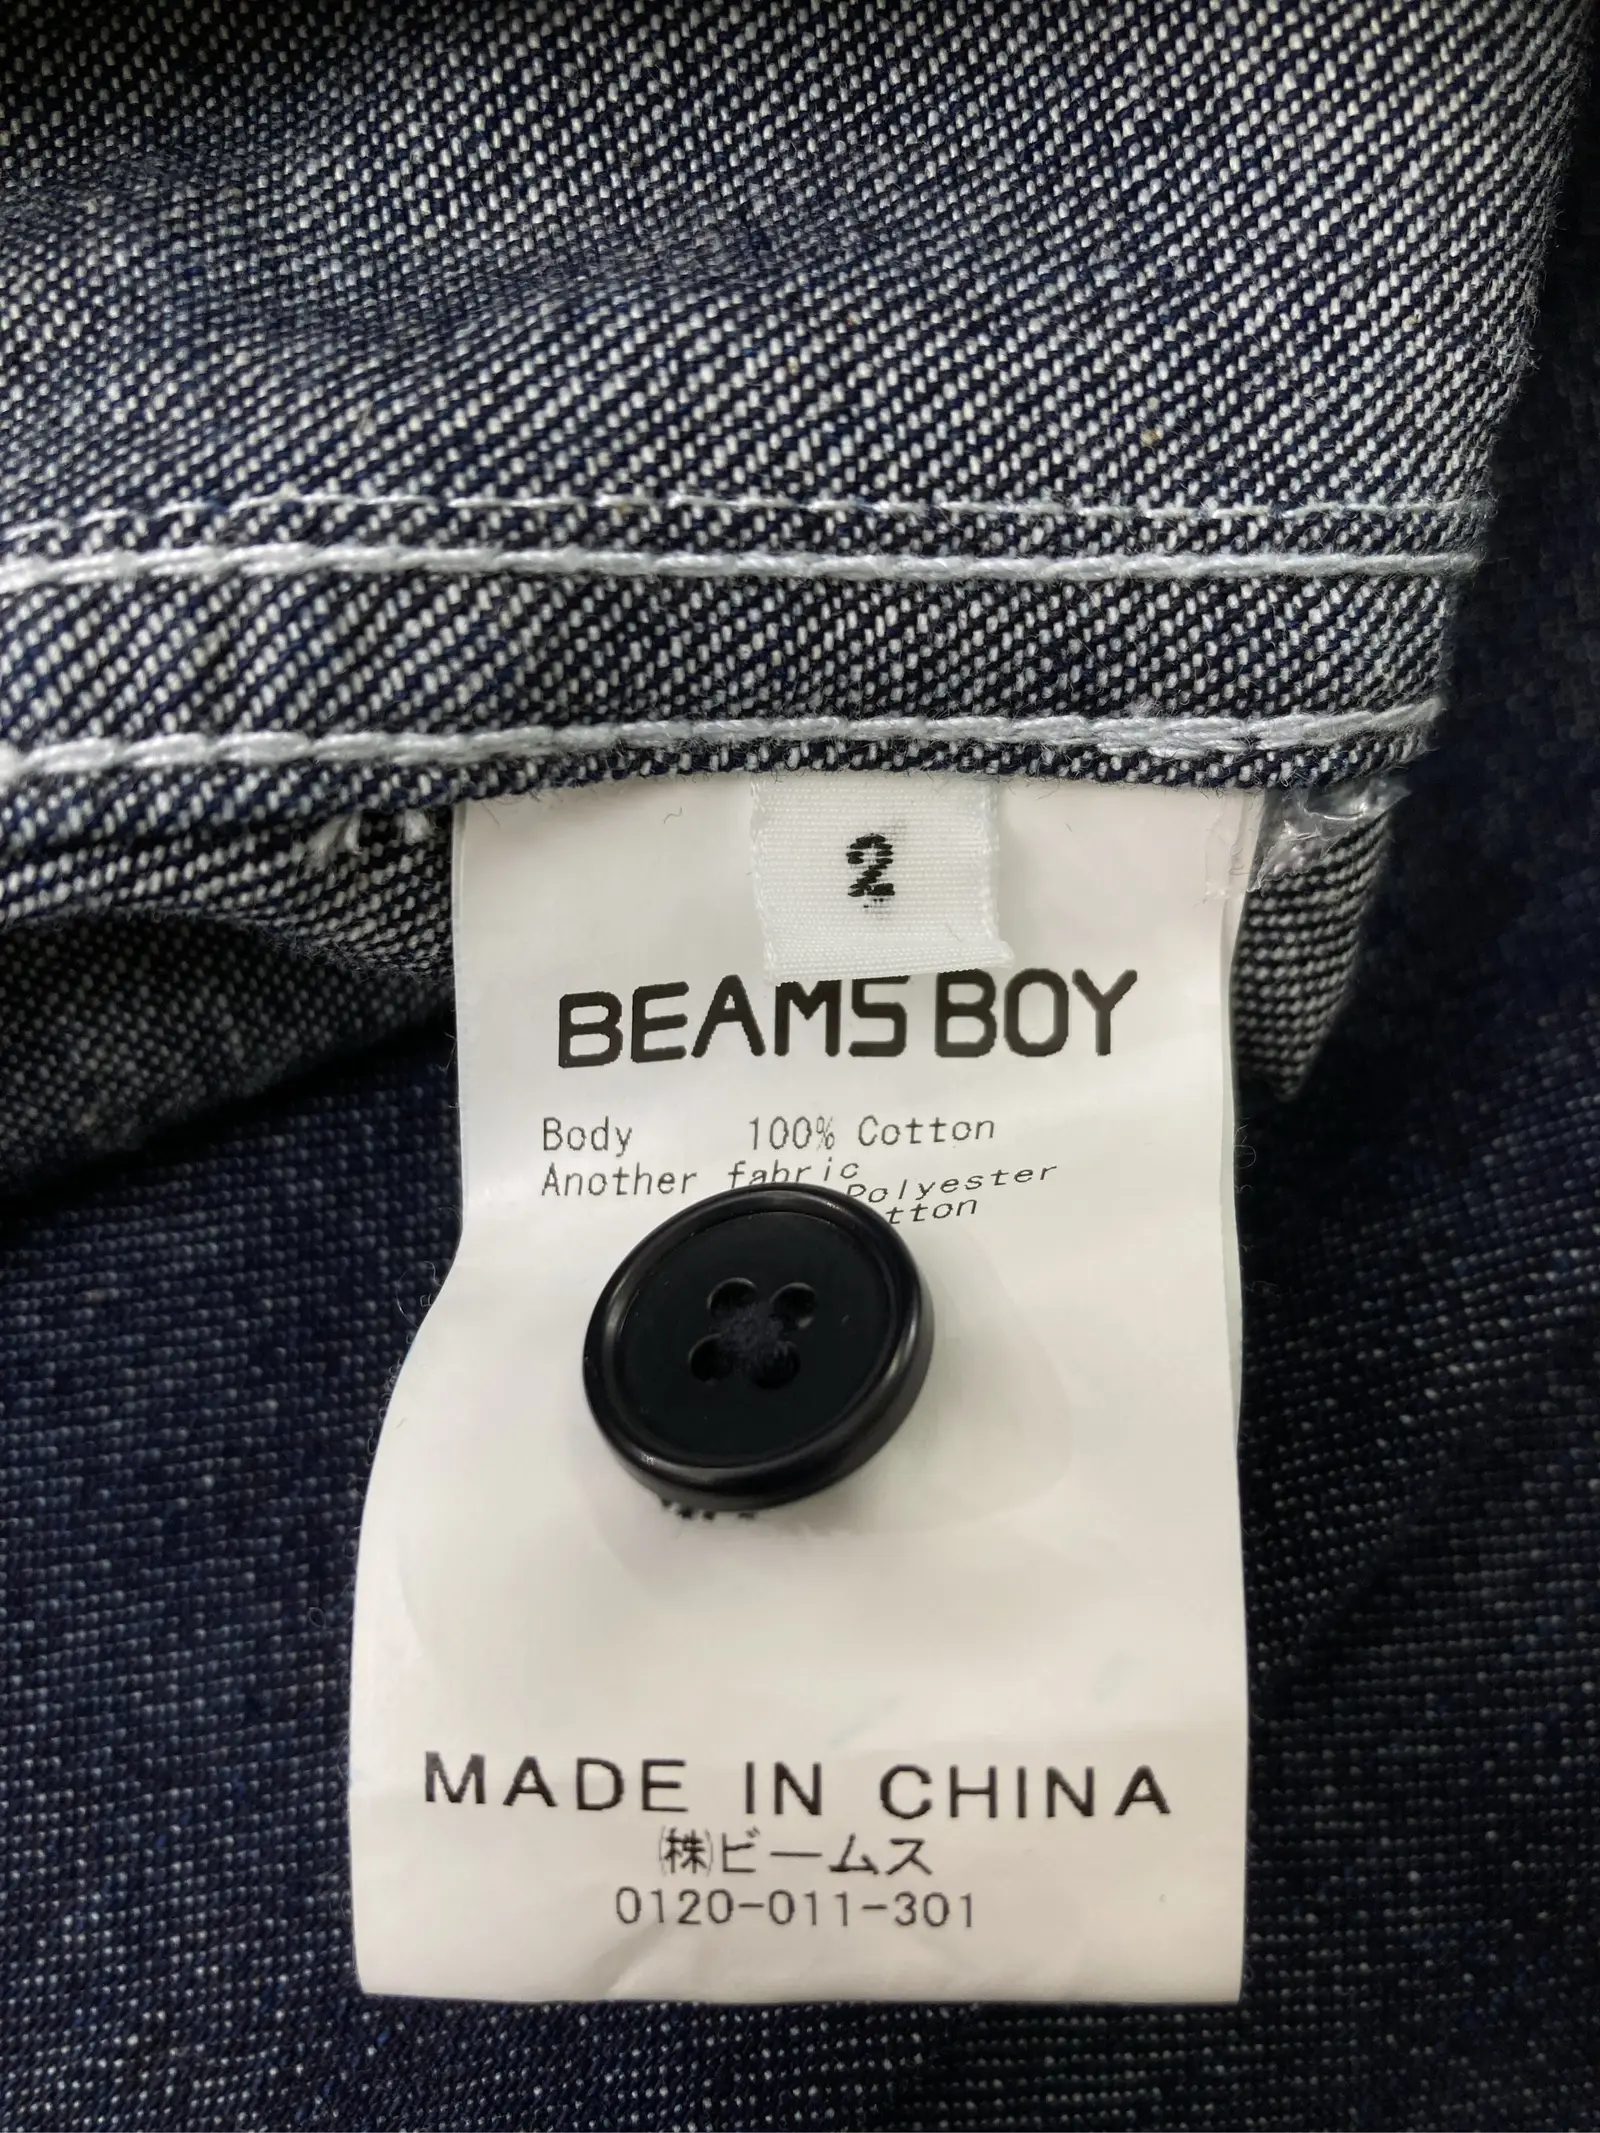 2
BEAMS BOY
Body 100% Cotton
Another fabric
Polyester
MADE IN CHINA
㈱ビームス
0120-011-301